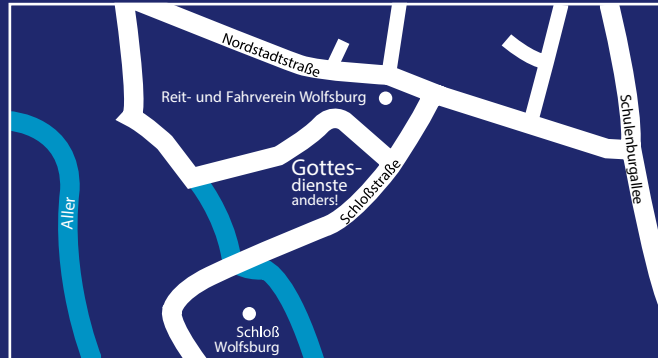 Nordstadtstraße
Reit- und Fahrverein Wolfsburg
Schulenburgallee
Gottes-
dienste
anders!
Schloßstraße
Aller
Schloß
Wolfsburg